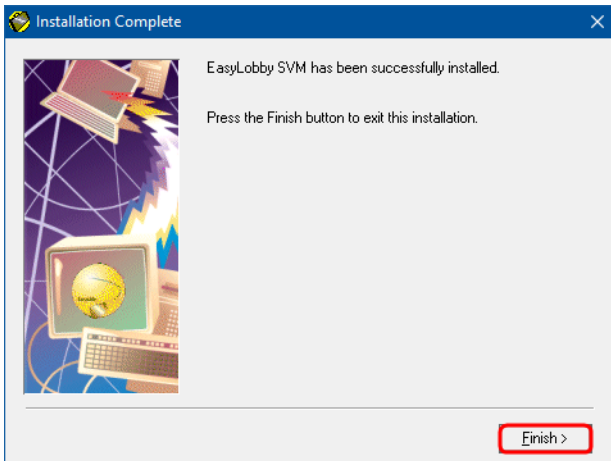 Installation Complete
EasyLobby SVM has been successfully installed.
Press the Finish button to exit this installation.
Finish >